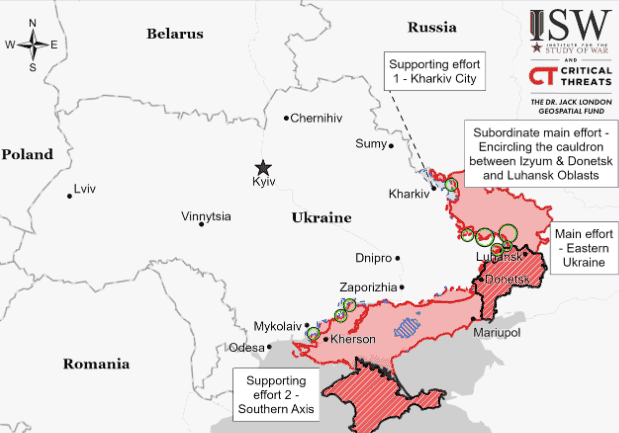 N
W
E
S
Belarus
Russia
ISW
INSTITUTE FOR THE
STUDY OF WAR
AND
CT CRITICAL
THREATS
THE DR. JACK LONDON
GEOSPATIAL FUND
Supporting effort
1 - Kharkiv City
Chernihiv
Sumy
Subordinate main effort -
Encircling the cauldron
between Izyum & Donetsk
and Luhansk Oblasts
Poland
Kyiv
Lviv
Kharkiv
Vinnytsia
Ukraine
Main effort
- Eastern
Ukraine
Luhansk
Dnipro
Donetsk
Zaporizhia
Mykolaiv
Mariupol
Kherson
Odesa
Romania
Supporting
effort 2 -
Southern Axis